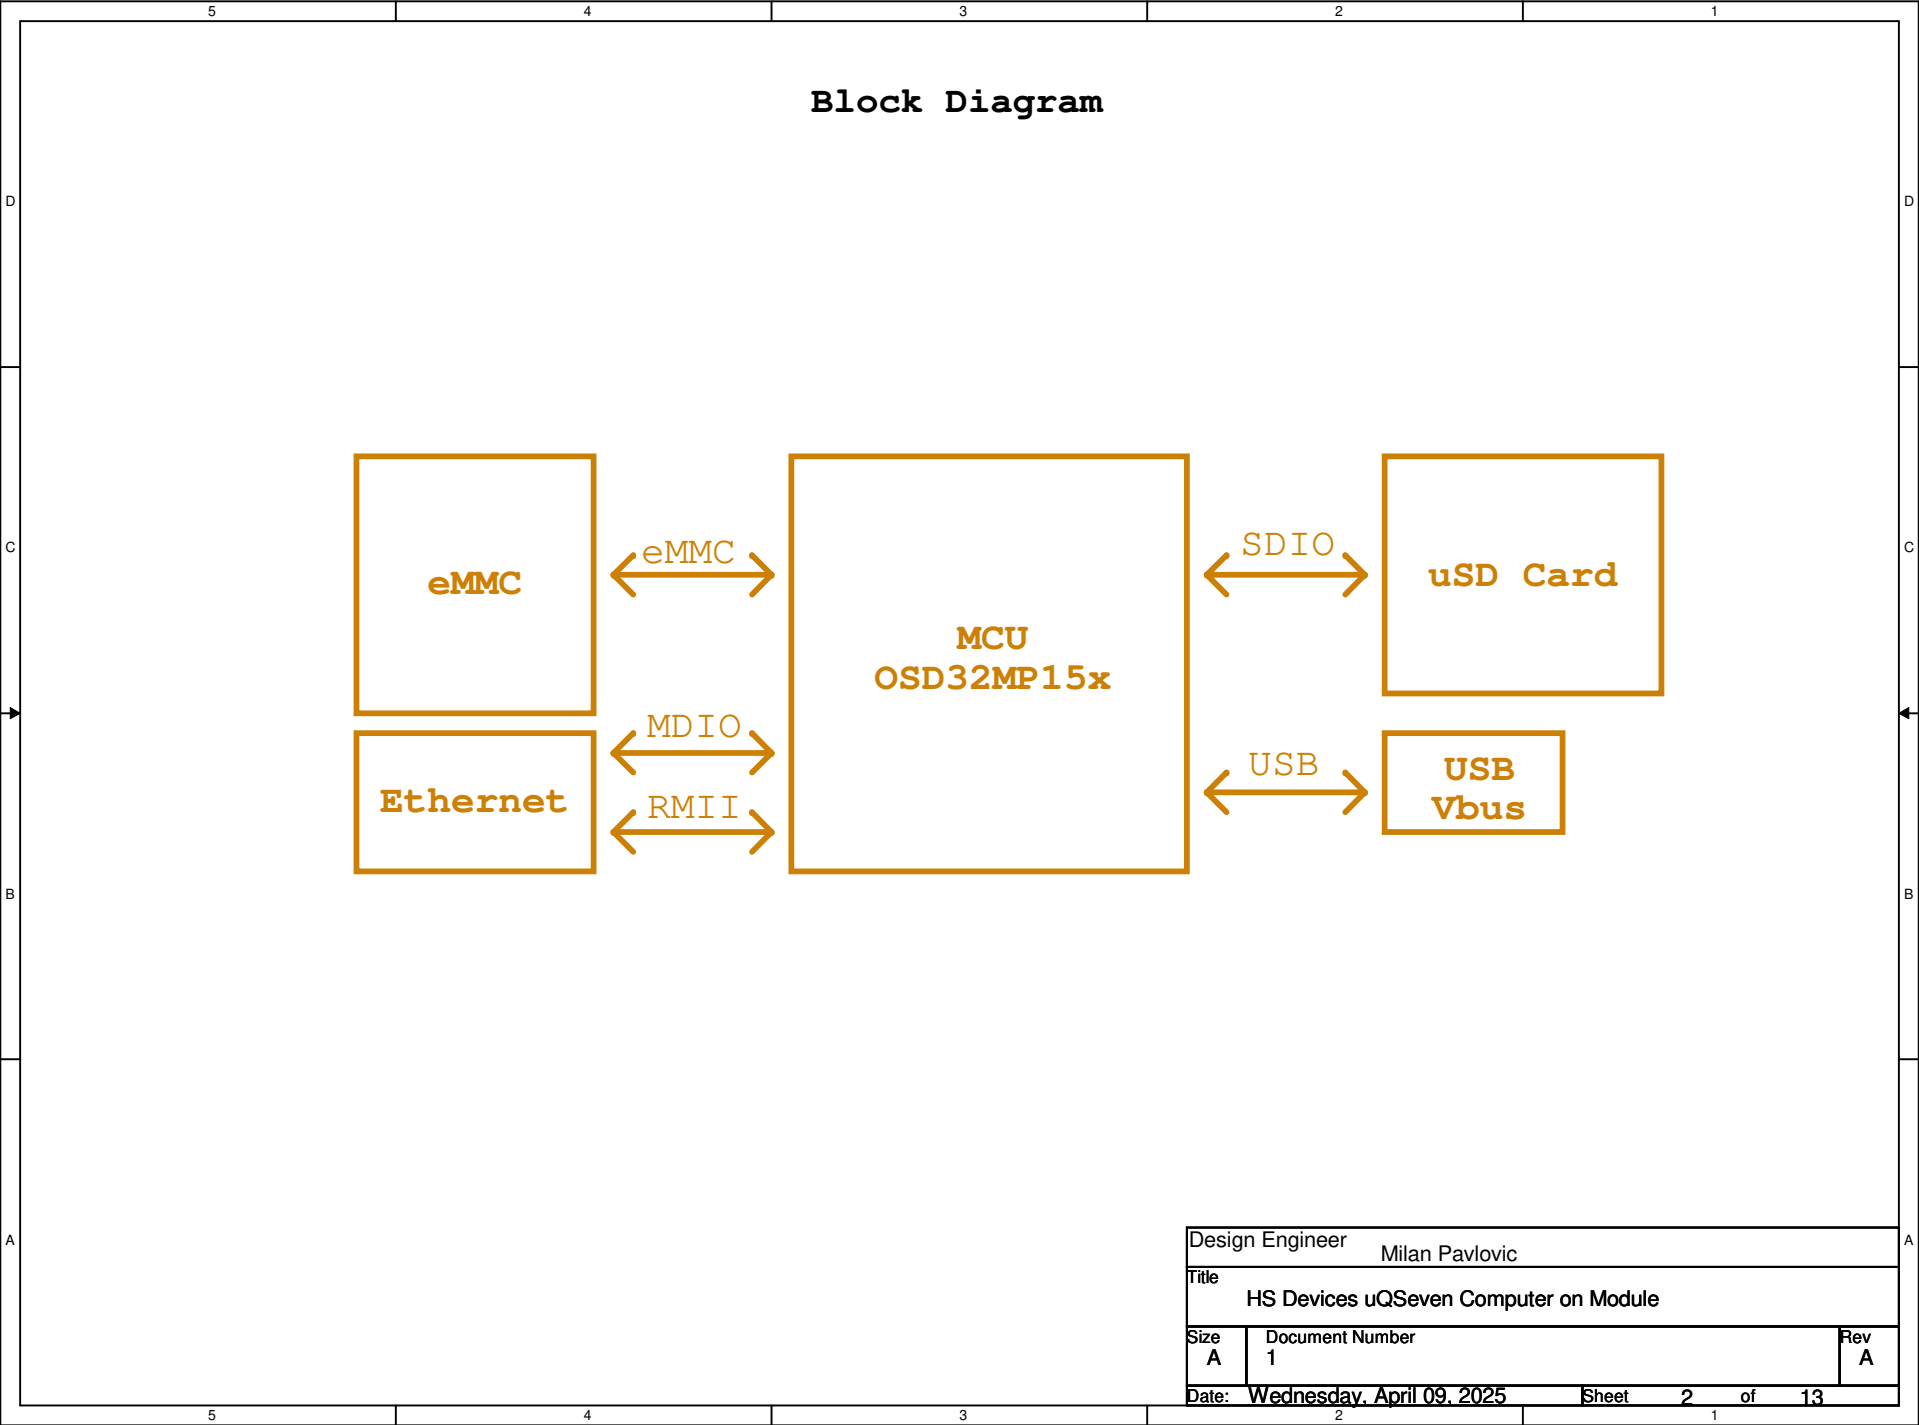 5 4 3 2 1
Block Diagram
D D
C C
eMMC
eMMC
SDIO
uSD Card
MCU
OSD32MP15x
MDIO
RMII
Ethernet
USB
USB
Vbus
B B
A A
Design Engineer Milan Pavlovic
Title
HS Devices uQSeven Computer on Module
Size Document Number Rev
A 1 A
Date: Wednesday, April 09, 2025 Sheet 2 of 13
5 4 3 2 1